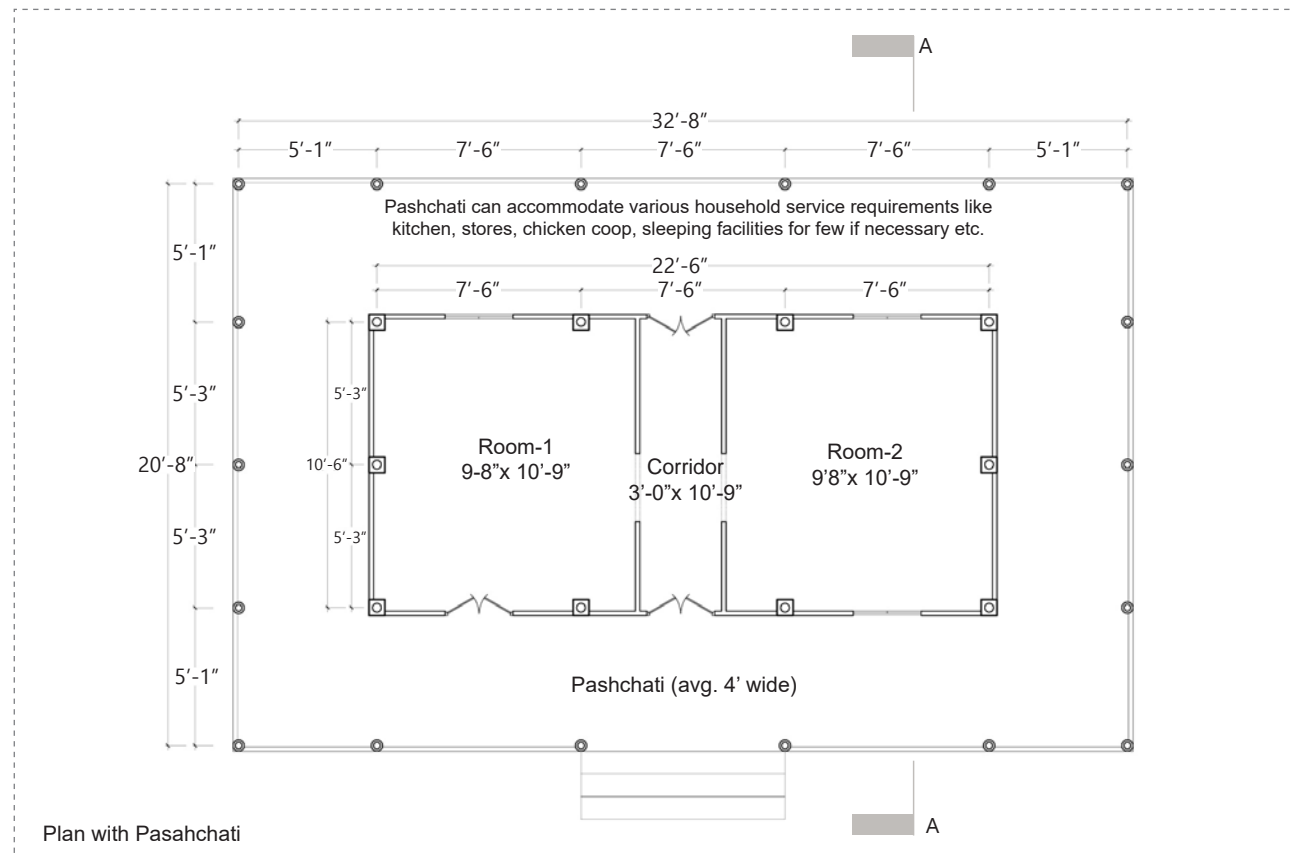 A
32'-8"
5'-1" 7'-6" 7'-6" 7'-6" 5'-1"
Pashchati can accommodate various household service requirements like
kitchen, stores, chicken coop, sleeping facilities for few if necessary etc.
5'-1"
22'-6"
7'-6" 7'-6" 7'-6"
5'-3"
5'-3"
Room-1
9-8”x 10’-9”
Corridor
3’-0”x 10’-9”
Room-2
9’8”x 10’-9”
20'-8"
10'-6"
5'-3"
5'-3"
5'-1"
Pashchati (avg. 4’ wide)
A
Plan with Pasahchati